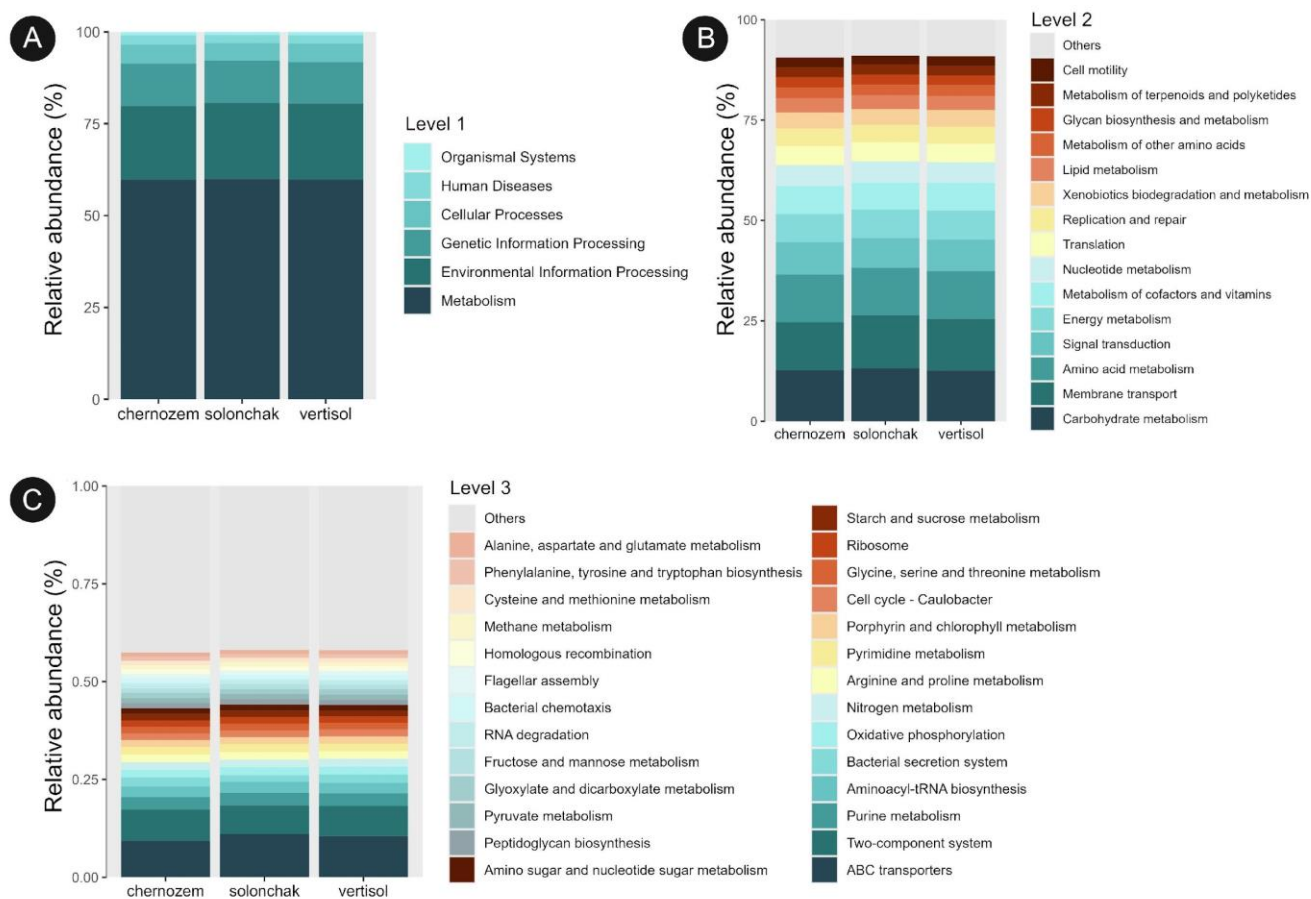 A
Relative abundance (%)
100
75
50
25
0
chernozem
solonchak
vertisol
Level 1
Organismal Systems
Human Diseases
Cellular Processes
Genetic Information Processing
Environmental Information Processing
Metabolism
B
Relative abundance (%)
100
75
50
25
0
chernozem
solonchak
vertisol
Level 2
Others
Cell motility
Metabolism of terpenoids and polyketides
Glycan biosynthesis and metabolism
Metabolism of other amino acids
Lipid metabolism
Xenobiotics biodegradation and metabolism
Replication and repair
Translation
Nucleotide metabolism
Metabolism of cofactors and vitamins
Energy metabolism
Signal transduction
Amino acid metabolism
Membrane transport
Carbohydrate metabolism
C
Relative abundance (%)
1.00
0.75
0.50
0.25
0.00
chernozem
solonchak
vertisol
Level 3
Others
Alanine, aspartate and glutamate metabolism
Phenylalanine, tyrosine and tryptophan biosynthesis
Cysteine and methionine metabolism
Methane metabolism
Homologous recombination
Flagellar assembly
Bacterial chemotaxis
RNA degradation
Fructose and mannose metabolism
Glyoxylate and dicarboxylate metabolism
Pyruvate metabolism
Peptidoglycan biosynthesis
Amino sugar and nucleotide sugar metabolism
Starch and sucrose metabolism
Ribosome
Glycine, serine and threonine metabolism
Cell cycle - Caulobacter
Porphyrin and chlorophyll metabolism
Pyrimidine metabolism
Arginine and proline metabolism
Nitrogen metabolism
Oxidative phosphorylation
Bacterial secretion system
Aminoacyl-tRNA biosynthesis
Purine metabolism
Two-component system
ABC transporters